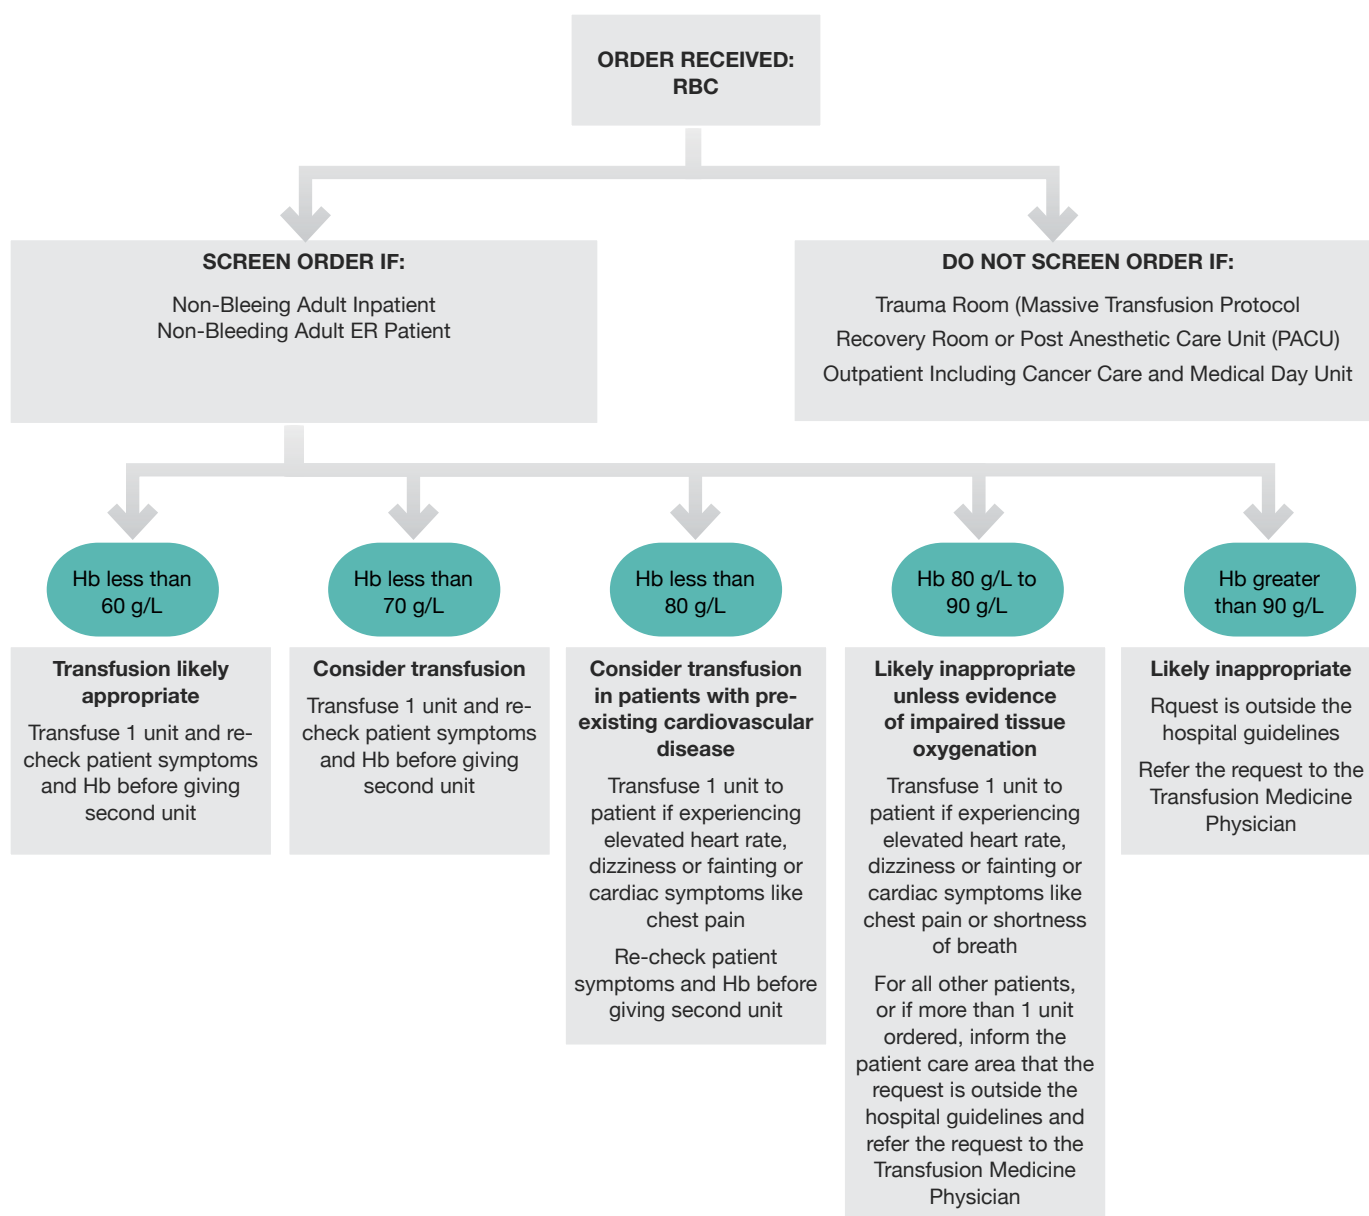 ORDER RECEIVED:
RBC
SCREEN ORDER IF:
Non-Bleeing Adult Inpatient
Non-Bleeding Adult ER Patient
DO NOT SCREEN ORDER IF:
Trauma Room (Massive Transfusion Protocol
Recovery Room or Post Anesthetic Care Unit (PACU)
Outpatient Including Cancer Care and Medical Day Unit
Hb less than
60 g/L
Transfusion likely
appropriate
Transfuse 1 unit and re-
check patient symptoms
and Hb before giving
second unit
Hb less than
70 g/L
Consider transfusion
Transfuse 1 unit and re-
check patient symptoms
and Hb before giving
second unit
Hb less than
80 g/L
Consider transfusion
in patients with pre-
existing cardiovascular
disease
Transfuse 1 unit to
patient if experiencing
elevated heart rate,
dizziness or fainting or
cardiac symptoms like
chest pain
Re-check patient
symptoms and Hb before
giving second unit
Hb 80 g/L to
90 g/L
Likely inappropriate
unless evidence
of impaired tissue
oxygenation
Transfuse 1 unit to
patient if experiencing
elevated heart rate,
dizziness or fainting or
cardiac symptoms like
chest pain or shortness
of breath
For all other patients,
or if more than 1 unit
ordered, inform the
patient care area that the
request is outside the
hospital guidelines and
refer the request to the
Transfusion Medicine
Physician
Hb greater
than 90 g/L
Likely inappropriate
Rquest is outside the
hospital guidelines
Refer the request to the
Transfusion Medicine
Physician